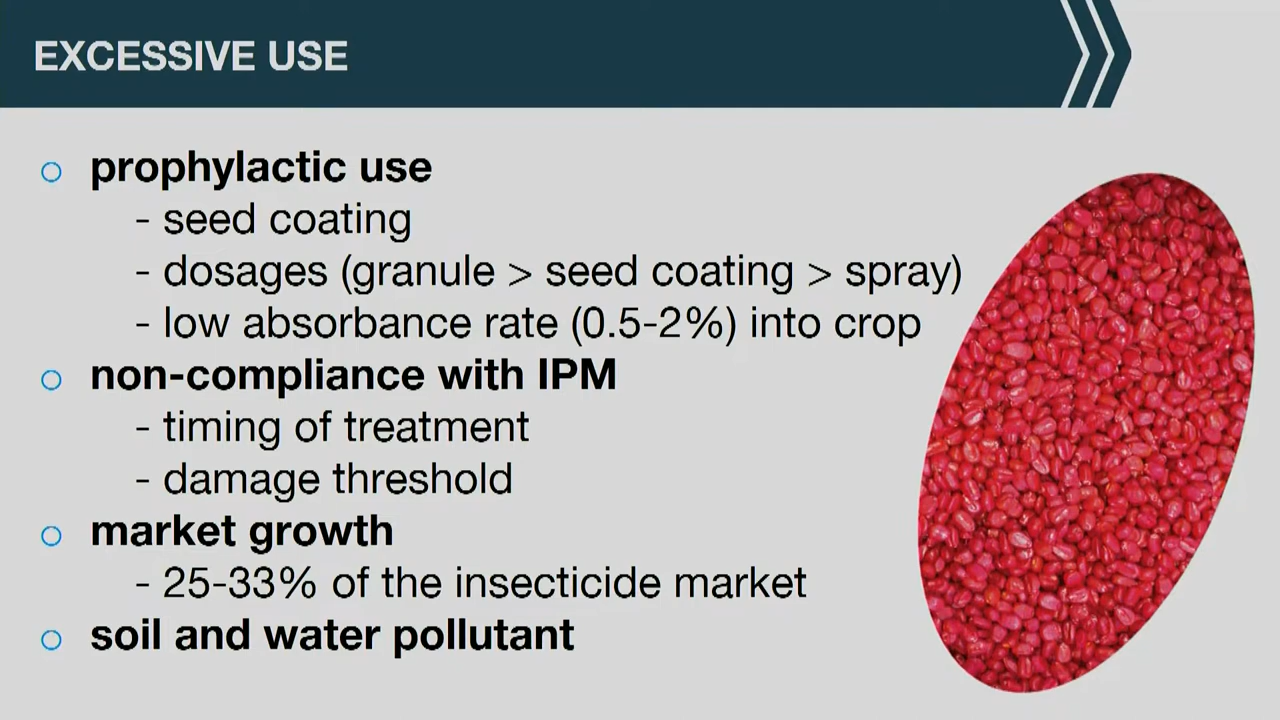 EXCESSIVE USE
○ prophylactic use
- seed coating
- dosages (granule > seed coating > spray)
- low absorbance rate (0.5-2%) into crop
○ non-compliance with IPM
- timing of treatment
- damage threshold
○ market growth
- 25-33% of the insecticide market
○ soil and water pollutant